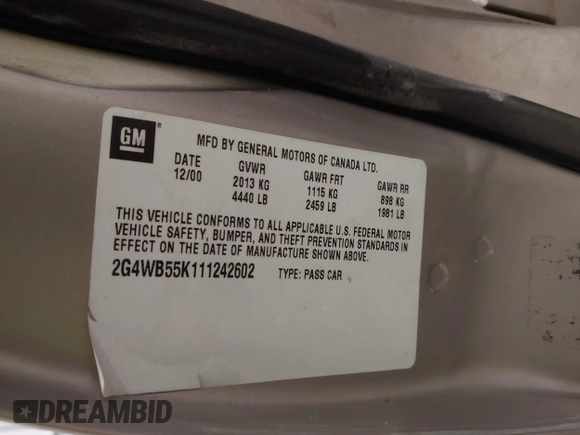 GM ®
MFD BY GENERAL MOTORS OF CANADA LTD.
DATE GVWR GAWR FRT GAWR RR
12/00 2013 KG 1115 KG 898 KG
4440 LB 2459 LB 1981 LB
THIS VEHICLE CONFORMS TO ALL APPLICABLE U.S. FEDERAL MOTOR
VEHICLE SAFETY, BUMPER, AND THEFT PREVENTION STANDARDS IN
EFFECT ON THE DATE OF MANUFACTURE SHOWN ABOVE.
2G4WB55K111242602 TYPE: PASS CAR
DREAMBID